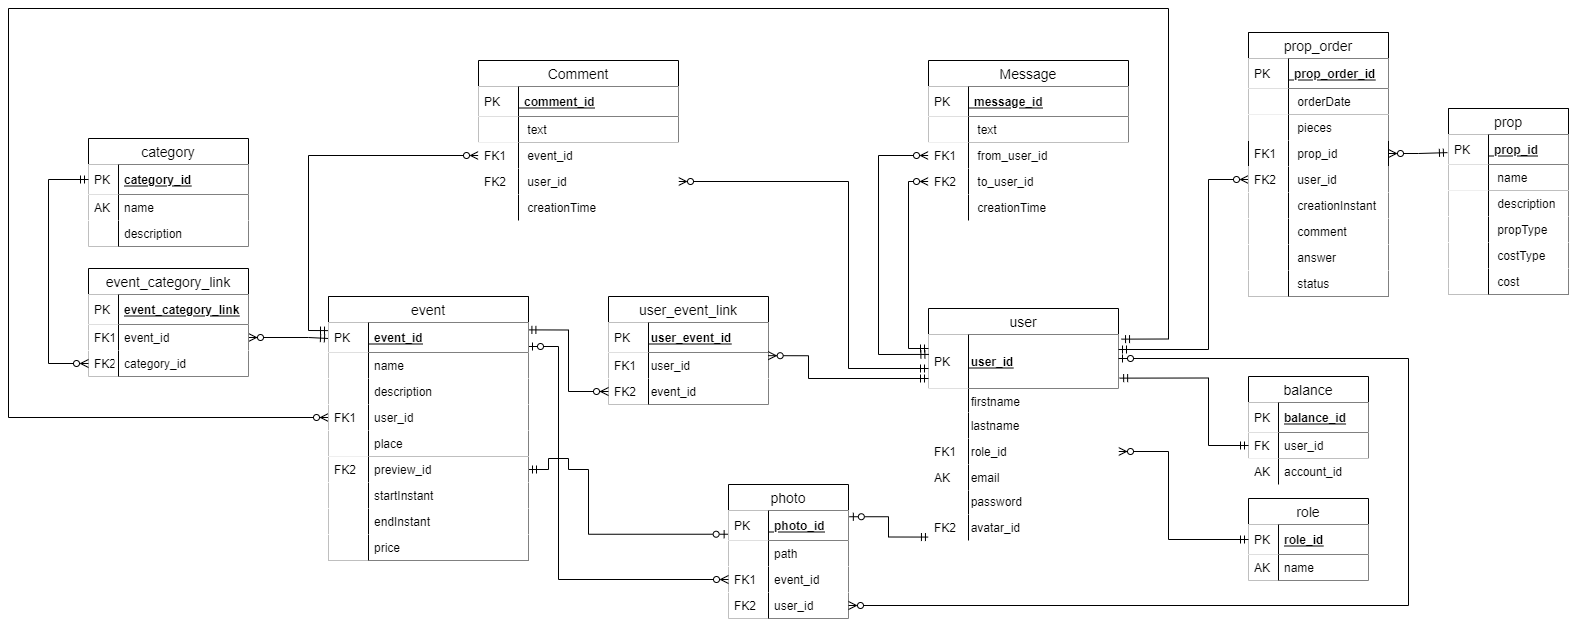 Comment
PK comment_id
text
FK1 event_id
FK2 user_id
creationTime
Message
PK message_id
text
FK1 from_user_id
FK2 to_user_id
creationTime
prop_order
PK prop_order_id
orderDate
pieces
FK1 prop_id
FK2 user_id
creationInstant
comment
answer
status
prop
PK prop_id
name
description
propType
costType
cost
category
PK category_id
AK name
description
event_category_link
PK event_category_link
FK1 event_id
FK2 category_id
event
PK event_id
name
description
FK1 user_id
place
FK2 preview_id
startInstant
endInstant
price
user_event_link
PK user_event_id
FK1 user_id
FK2 event_id
user
PK user_id
firstname
lastname
FK1 role_id
AK email
password
FK2 avatar_id
balance
PK balance_id
FK user_id
AK account_id
role
PK role_id
AK name
photo
PK photo_id
path
FK1 event_id
FK2 user_id